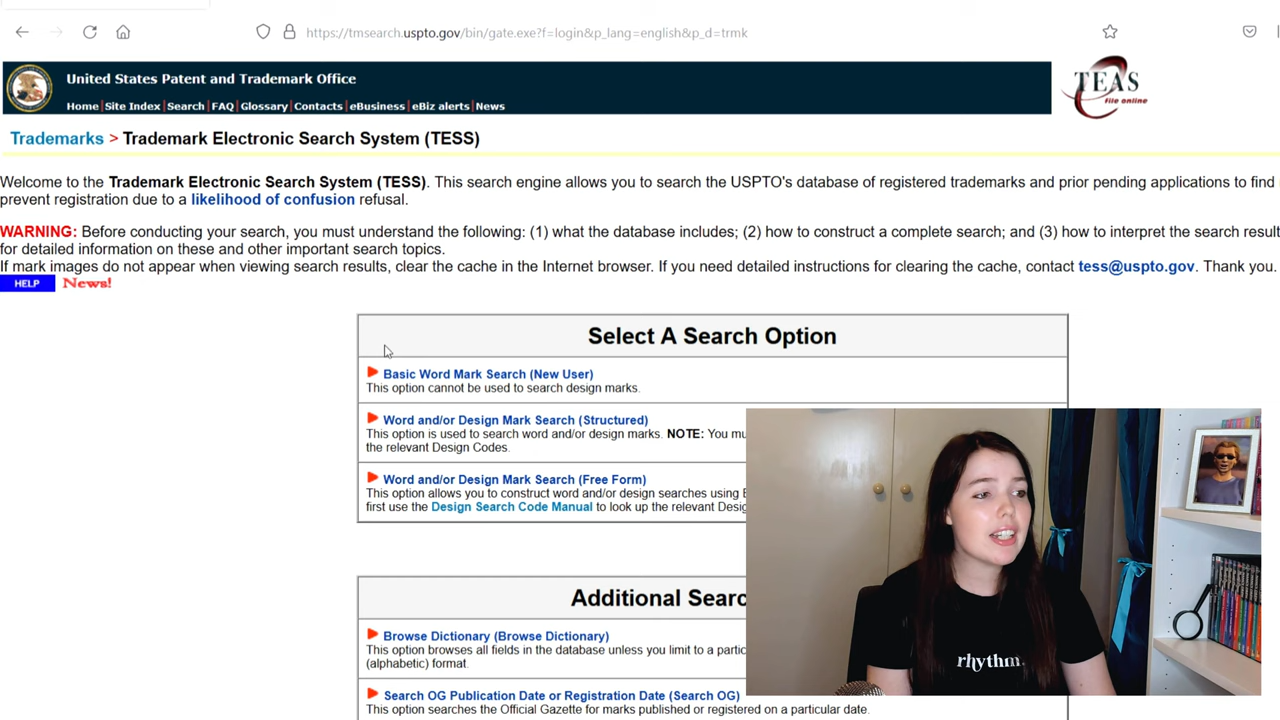 https://tmsearch.uspto.gov/bin/gate.exe?f=login&p_lang=english&p_d=trmk
United States Patent and Trademark Office
Home | Site Index | Search | FAQ | Glossary | Contacts | eBusiness | eBiz alerts | News
TEAS
file online
Trademarks > Trademark Electronic Search System (TESS)
Welcome to the Trademark Electronic Search System (TESS). This search engine allows you to search the USPTO's database of registered trademarks and prior pending applications to find
prevent registration due to a likelihood of confusion refusal.
WARNING: Before conducting your search, you must understand the following: (1) what the database includes; (2) how to construct a complete search; and (3) how to interpret the search result
for detailed information on these and other important search topics.
If mark images do not appear when viewing search results, clear the cache in the Internet browser. If you need detailed instructions for clearing the cache, contact tess@uspto.gov. Thank you.
HELP News!
Select A Search Option
Basic Word Mark Search (New User)
This option cannot be used to search design marks.
Word and/or Design Mark Search (Structured)
This option is used to search word and/or design marks. NOTE: You mu
the relevant Design Codes.
Word and/or Design Mark Search (Free Form)
This option allows you to construct word and/or design searches using
first use the Design Search Code Manual to look up the relevant Desig
Additional Searc
Browse Dictionary (Browse Dictionary)
This option browses all fields in the database unless you limit to a partic
(alphabetic) format.
Search OG Publication Date or Registration Date (Search OG)
This option searches the Official Gazette for marks published or registered on a particular date.
rhythm.